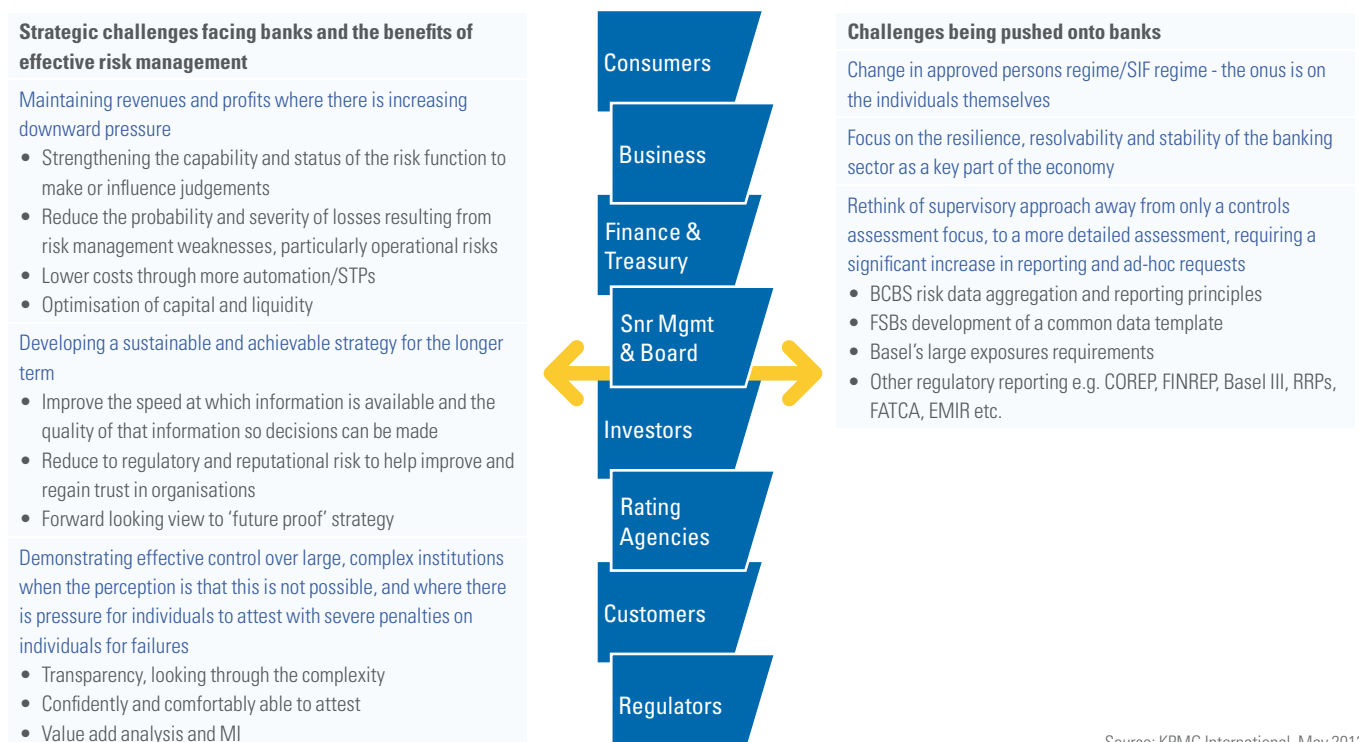 Strategic challenges facing banks and the benefits of
effective risk management
Maintaining revenues and profits where there is increasing
downward pressure
• Strengthening the capability and status of the risk function to
make or influence judgements
• Reduce the probability and severity of losses resulting from
risk management weaknesses, particularly operational risks
• Lower costs through more automation/STPs
• Optimisation of capital and liquidity
Developing a sustainable and achievable strategy for the longer
term
• Improve the speed at which information is available and the
quality of that information so decisions can be made
• Reduce to regulatory and reputational risk to help improve and
regain trust in organisations
• Forward looking view to ‘future proof’ strategy
Demonstrating effective control over large, complex institutions
when the perception is that this is not possible, and where there
is pressure for individuals to attest with severe penalties on
individuals for failures
• Transparency, looking through the complexity
• Confidently and comfortably able to attest
• Value add analysis and MI
Consumers
Business
Finance &
Treasury
Snr Mgmt
& Board
Investors
Rating
Agencies
Customers
Regulators
Challenges being pushed onto banks
Change in approved persons regime/SIF regime - the onus is on
the individuals themselves
Focus on the resilience, resolvability and stability of the banking
sector as a key part of the economy
Rethink of supervisory approach away from only a controls
assessment focus, to a more detailed assessment, requiring a
significant increase in reporting and ad-hoc requests
• BCBS risk data aggregation and reporting principles
• FSBs development of a common data template
• Basel's large exposures requirements
• Other regulatory reporting e.g. COREP, FINREP, Basel III, RRPs,
FATCA, EMIR etc.
Source: KPMG International, May